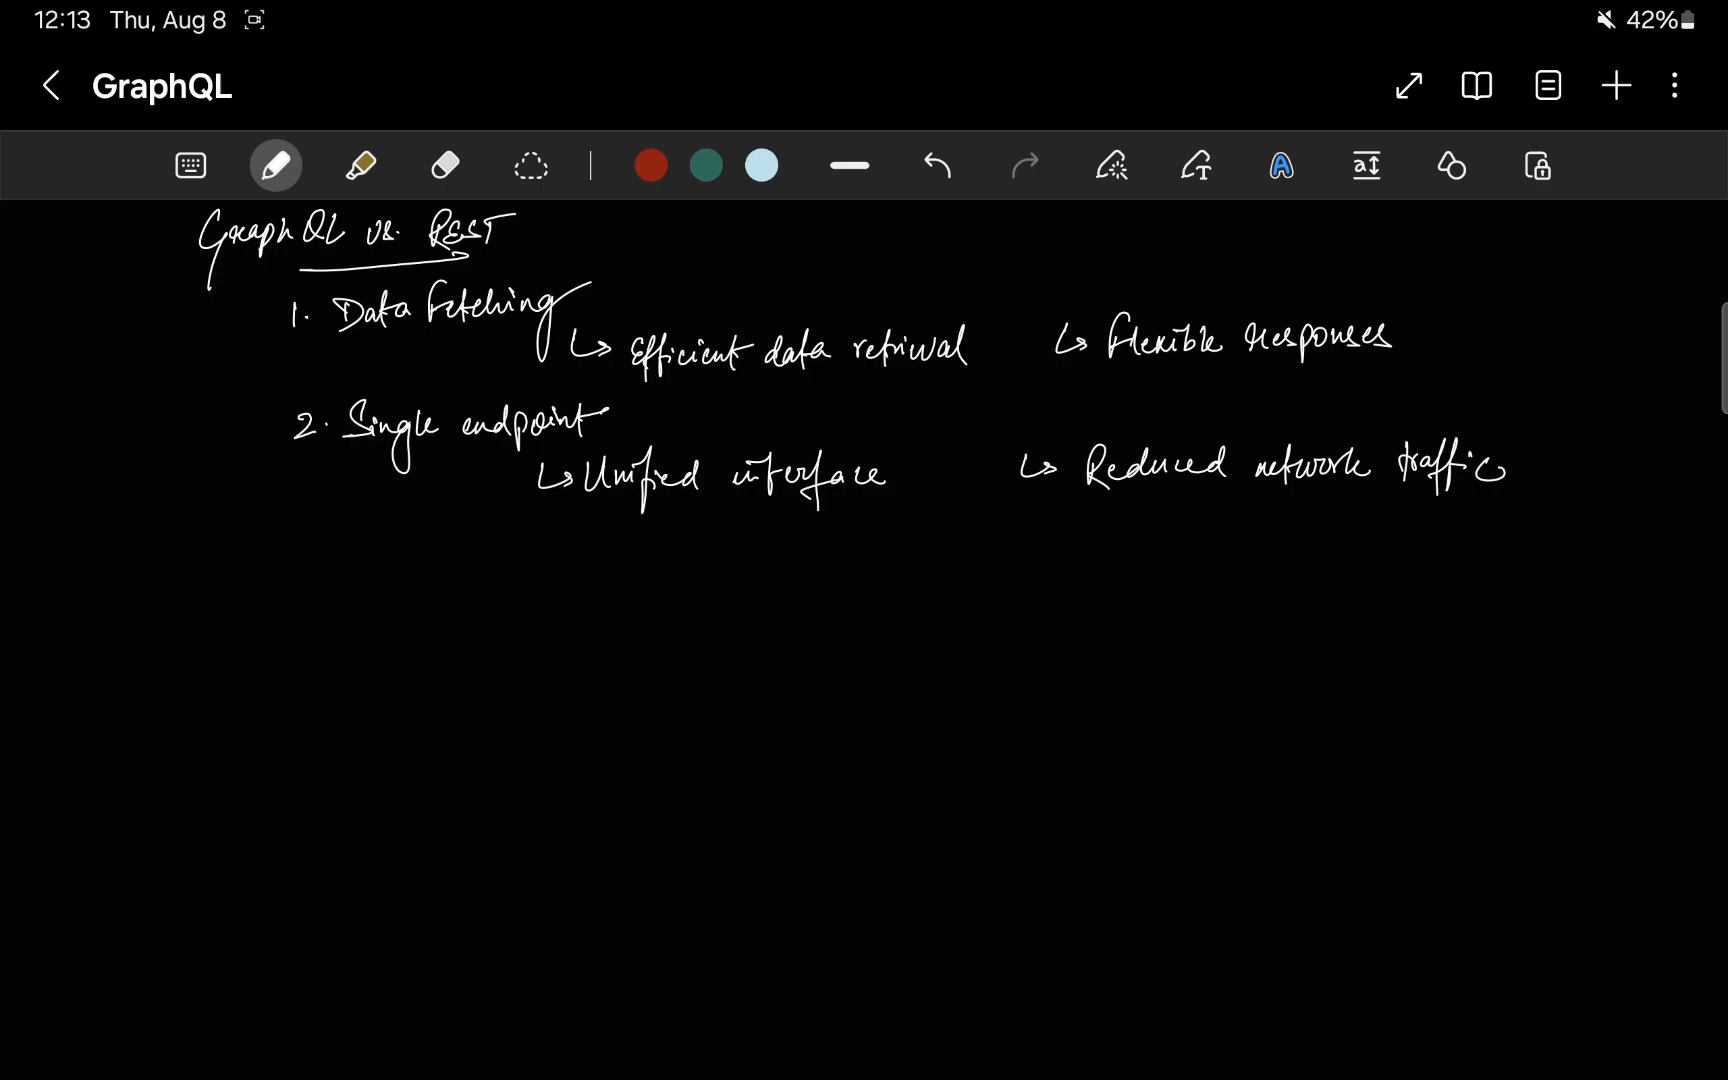 12:13 Thu, Aug 8 42%
GraphQL
GraphQL vs. REST
1. Data Fetching
↳ Efficient data retriwal ↳ Flexible Responses
2. Single endpoint
↳ Unified interface ↳ Reduced network traffic